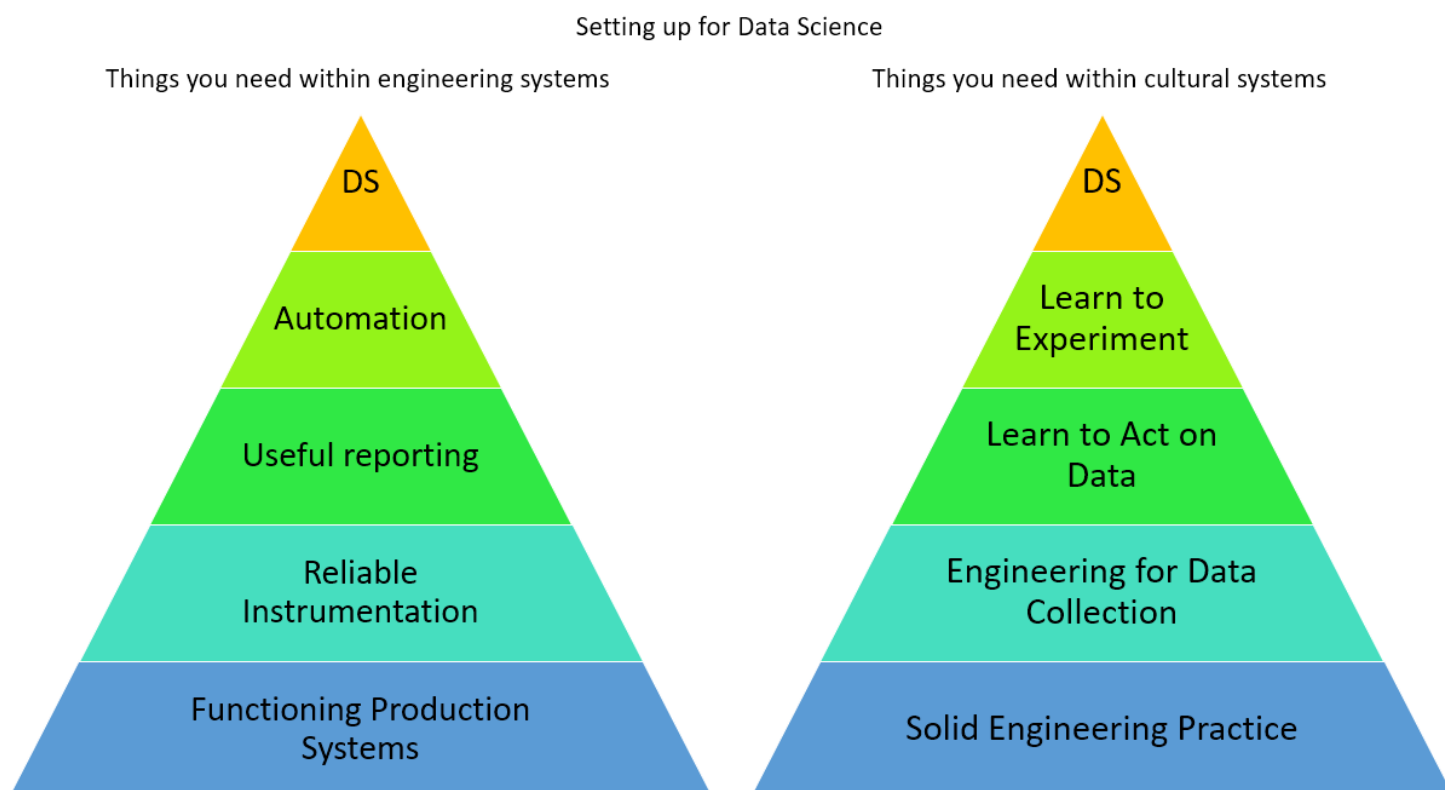 Setting up for Data Science
Things you need within engineering systems
DS
Automation
Useful reporting
Reliable
Instrumentation
Functioning Production
Systems
Things you need within cultural systems
DS
Learn to
Experiment
Learn to Act on
Data
Engineering for Data
Collection
Solid Engineering Practice